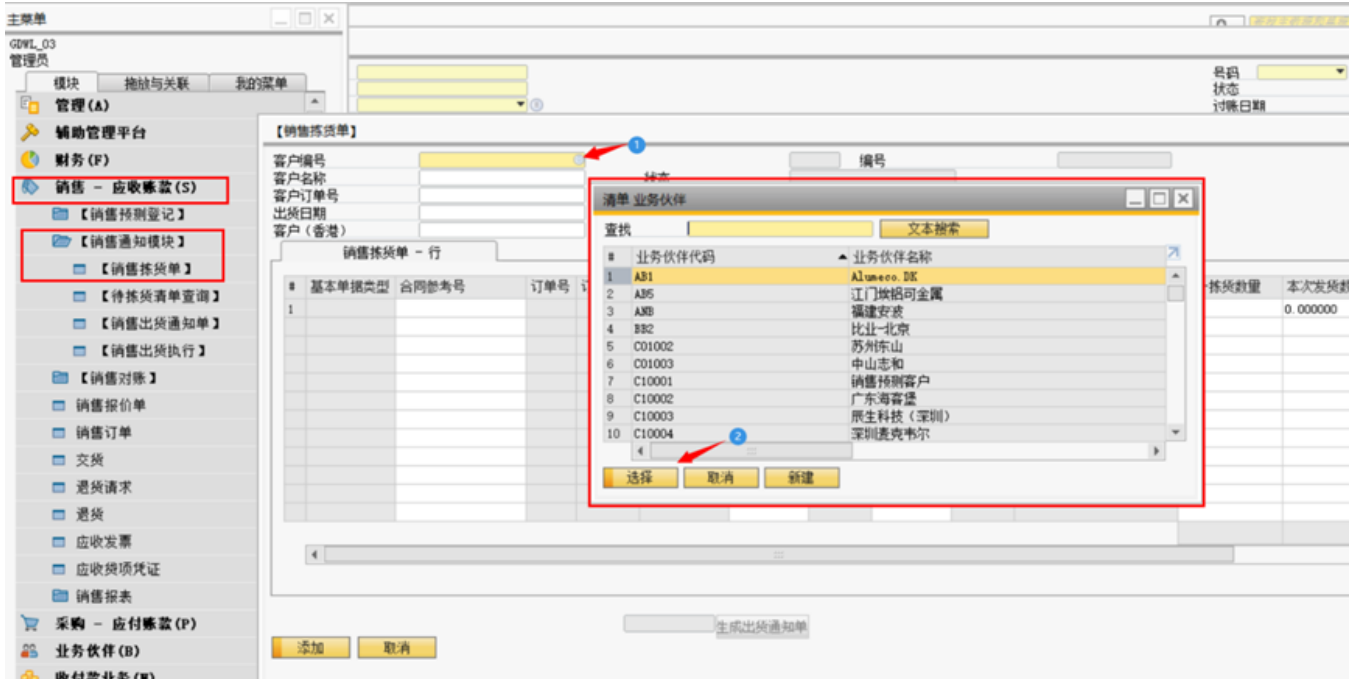 主菜单
GDWL_03
管理员
模块 拖放与关联 我的菜单
管理(A)
辅助管理平台
财务(F)
销售 - 应收账款(S)
【销售预测登记】
【销售通知模块】
【销售拣货单】
【待拣货清单查询】
【销售出货通知单】
【销售出货执行】
【销售对账】
销售报价单
销售订单
交货
退货请求
退货
应收发票
应收贷项凭证
销售报表
采购 - 应付账款(P)
业务伙伴(B)
收付款业务(W)
号码
状态
过账日期
【销售拣货单】
1
客户编号 编号
客户名称 状态
客户订单号
出货日期
客户（香港）
销售拣货单 - 行
# 基本单据类型 合同参考号 订单号 拣货数量 本次发货数
1 0.000000
清单 业务伙伴
查找 文本搜索
# 业务伙伴代码 业务伙伴名称
1 AB1 Alumeco.DK
2 AB5 江门埃铝可金属
3 ANB 福建安波
4 BB2 比业-北京
5 C01002 苏州东山
6 C01003 中山志和
7 C10001 销售预测客户
8 C10002 广东海容堡
9 C10003 辰生科技（深圳）
10 C10004 深圳麦克韦尔
2
选择 取消 新建
生成出货通知单
添加 取消